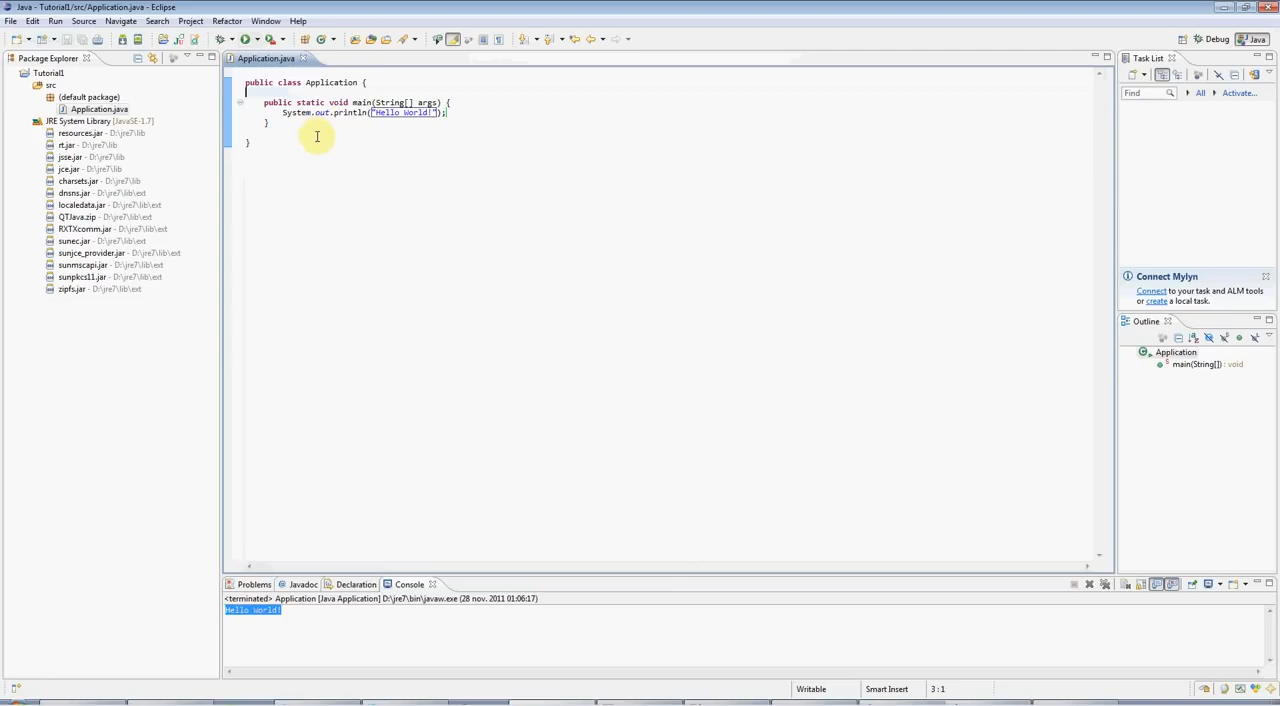 Java - Tutorial1/src/Application.java - Eclipse
File Edit Run Source Navigate Search Project Refactor Window Help
Debug Java
Package Explorer
Tutorial1
src
(default package)
Application.java
JRE System Library [JavaSE-1.7]
resources.jar - D:\jre7\lib
rt.jar - D:\jre7\lib
jsse.jar - D:\jre7\lib
jce.jar - D:\jre7\lib
charsets.jar - D:\jre7\lib
dnsns.jar - D:\jre7\lib\ext
localedata.jar - D:\jre7\lib\ext
QTJava.zip - D:\jre7\lib\ext
RXTXcomm.jar - D:\jre7\lib\ext
sunec.jar - D:\jre7\lib\ext
sunjce_provider.jar - D:\jre7\lib\ext
sunmscapi.jar - D:\jre7\lib\ext
sunpkcs11.jar - D:\jre7\lib\ext
zipfs.jar - D:\jre7\lib\ext
Application.java
public class Application {
public static void main(String[] args) {
System.out.println("Hello World!");
}
}
Task List
Find All Activate...
Connect Mylyn
Connect to your task and ALM tools
or create a local task.
Outline
Application
main(String[]) : void
Problems Javadoc Declaration Console
<terminated> Application [Java Application] D:\jre7\bin\javaw.exe (28 nov. 2011 01:06:17)
Hello World!
Writable Smart Insert 3 : 1